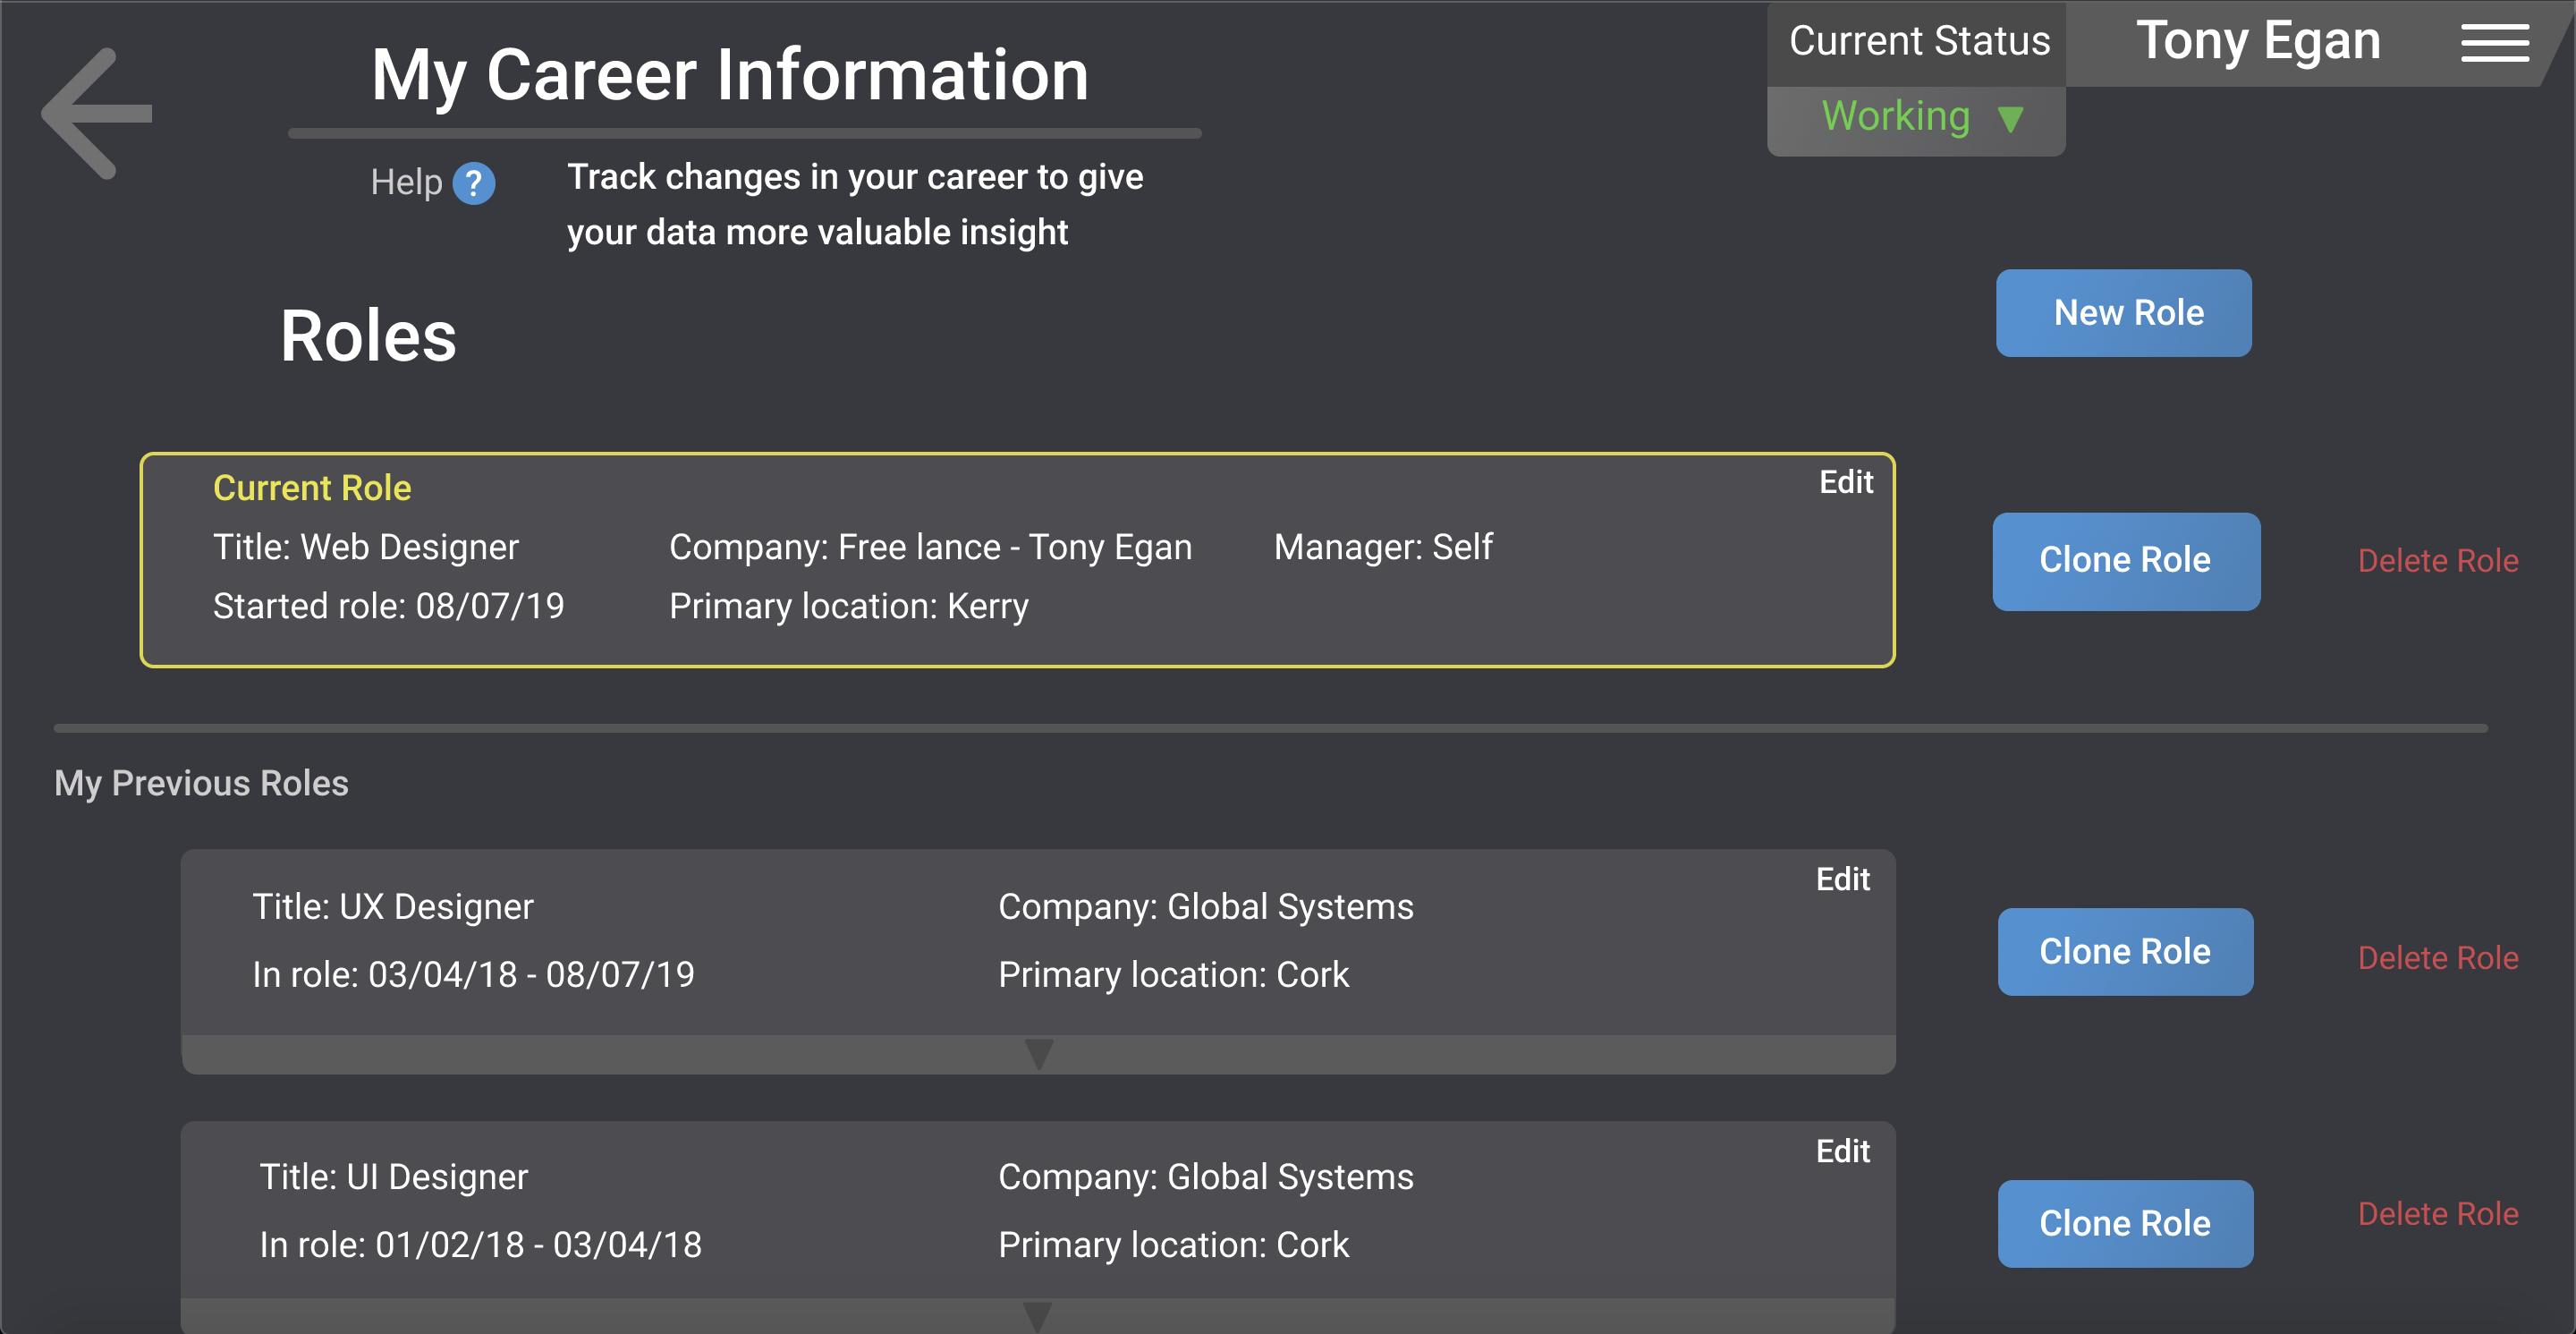 My Career Information
Current Status
Tony Egan
Working
Help ?
Track changes in your career to give
your data more valuable insight
Roles
New Role
Current Role
Edit
Title: Web Designer Company: Free lance - Tony Egan Manager: Self
Started role: 08/07/19 Primary location: Kerry
Clone Role
Delete Role
My Previous Roles
Edit
Title: UX Designer Company: Global Systems
In role: 03/04/18 - 08/07/19 Primary location: Cork
Clone Role
Delete Role
Edit
Title: UI Designer Company: Global Systems
In role: 01/02/18 - 03/04/18 Primary location: Cork
Clone Role
Delete Role